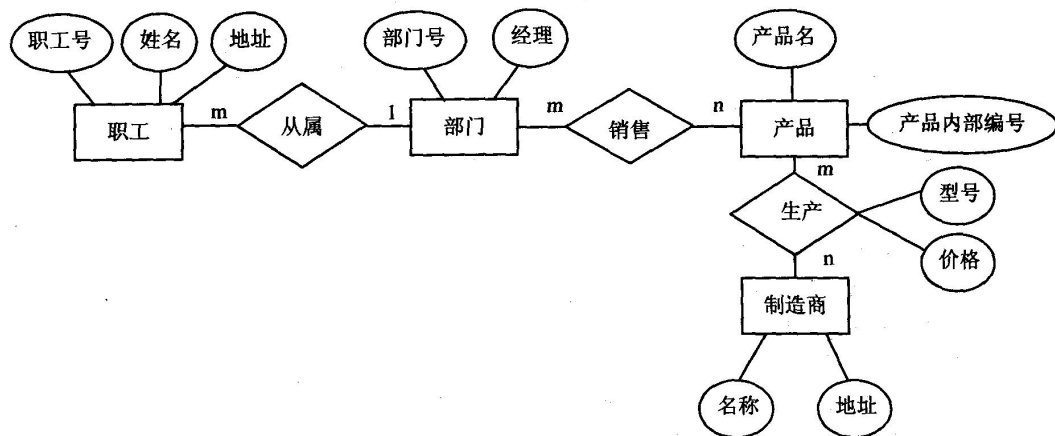 职工号
姓名
地址
部门号
经理
产品名
职工
m
从属
1
部门
m
销售
n
产品
产品内部编号
m
生产
型号
价格
n
制造商
名称
地址